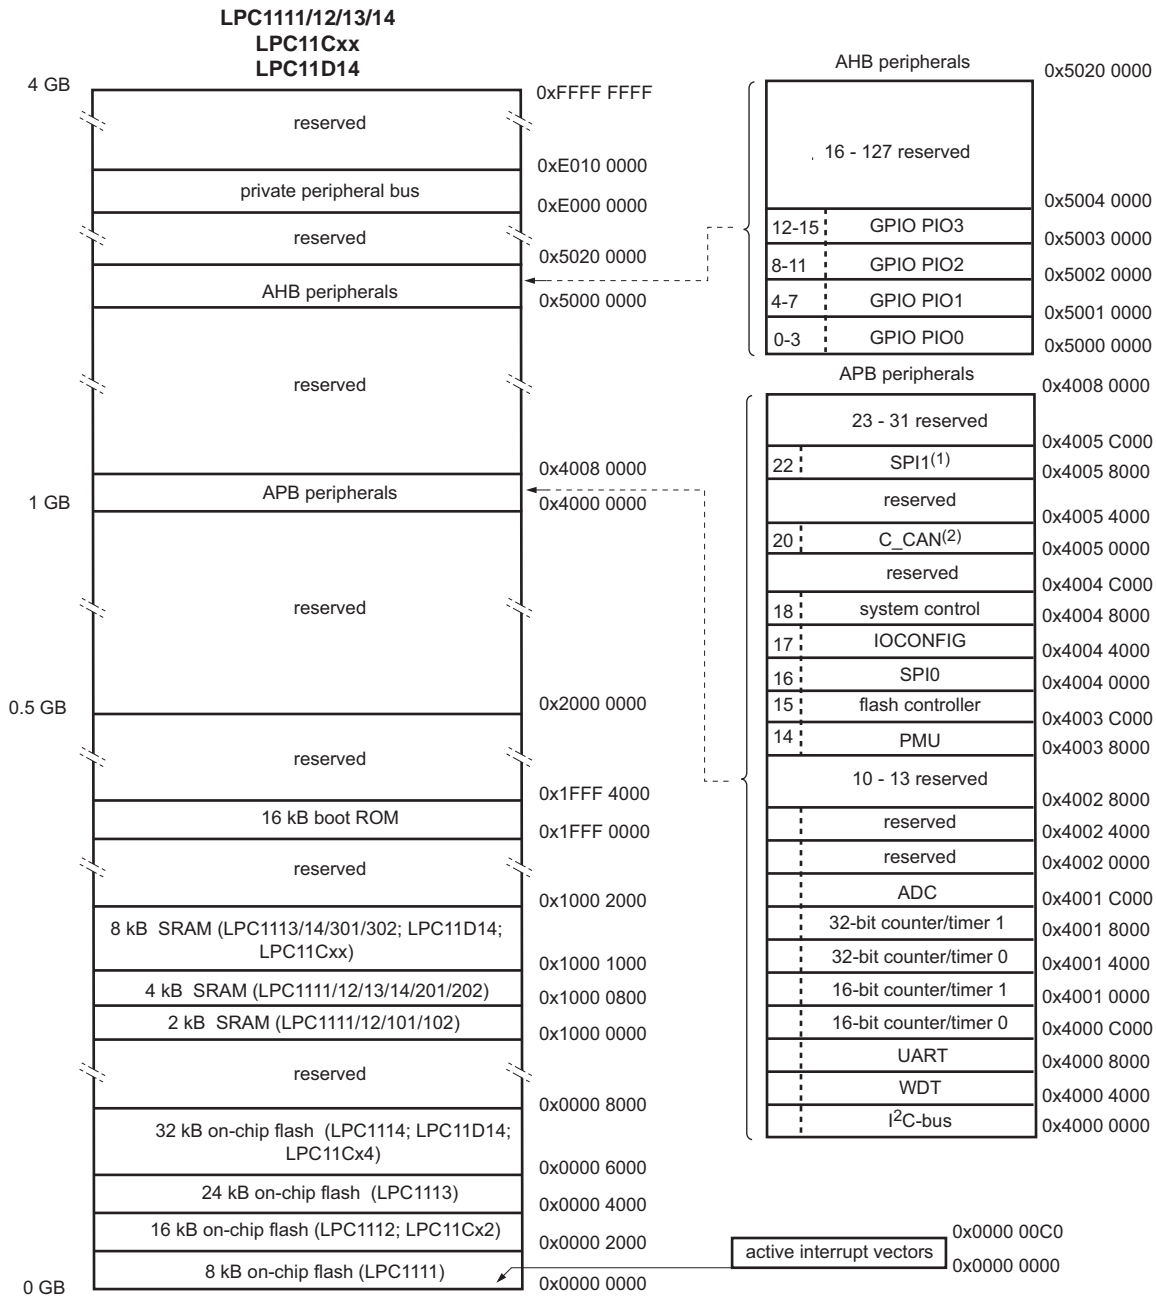 LPC1111/12/13/14
LPC11Cxx
LPC11D14
4 GB
0xFFFF FFFF
reserved
0xE010 0000
private peripheral bus
0xE000 0000
reserved
0x5020 0000
AHB peripherals
0x5000 0000
reserved
0x4008 0000
APB peripherals
1 GB
0x4000 0000
reserved
0.5 GB
0x2000 0000
reserved
0x1FFF 4000
16 kB boot ROM
0x1FFF 0000
reserved
0x1000 2000
8 kB SRAM (LPC1113/14/301/302; LPC11D14;
LPC11Cxx)
0x1000 1000
4 kB SRAM (LPC1111/12/13/14/201/202)
0x1000 0800
2 kB SRAM (LPC1111/12/101/102)
0x1000 0000
reserved
0x0000 8000
32 kB on-chip flash (LPC1114; LPC11D14;
LPC11Cx4)
0x0000 6000
24 kB on-chip flash (LPC1113)
0x0000 4000
16 kB on-chip flash (LPC1112; LPC11Cx2)
0x0000 2000
8 kB on-chip flash (LPC1111)
0 GB
0x0000 0000
AHB peripherals
0x5020 0000
16 - 127 reserved
0x5004 0000
12-15 GPIO PIO3
0x5003 0000
8-11 GPIO PIO2
0x5002 0000
4-7 GPIO PIO1
0x5001 0000
0-3 GPIO PIO0
0x5000 0000
APB peripherals
0x4008 0000
23 - 31 reserved
0x4005 C000
22 SPI1(1)
0x4005 8000
reserved
0x4005 4000
20 C_CAN(2)
0x4005 0000
reserved
0x4004 C000
18 system control
0x4004 8000
17 IOCONFIG
0x4004 4000
16 SPI0
0x4004 0000
15 flash controller
0x4003 C000
14 PMU
0x4003 8000
10 - 13 reserved
0x4002 8000
reserved
0x4002 4000
reserved
0x4002 0000
ADC
0x4001 C000
32-bit counter/timer 1
0x4001 8000
32-bit counter/timer 0
0x4001 4000
16-bit counter/timer 1
0x4001 0000
16-bit counter/timer 0
0x4000 C000
UART
0x4000 8000
WDT
0x4000 4000
I2C-bus
0x4000 0000
0x0000 00C0
active interrupt vectors
0x0000 0000